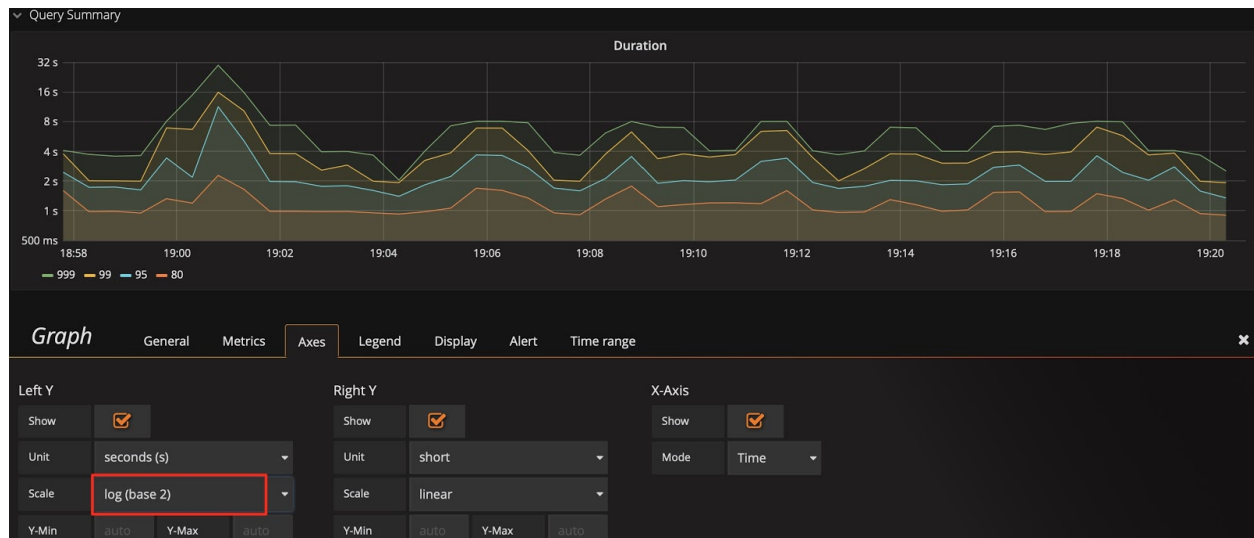 Query Summary
Duration
32 s
16 s
8 s
4 s
2 s
1 s
500 ms
18:58 19:00 19:02 19:04 19:06 19:08 19:10 19:12 19:14 19:16 19:18 19:20
999 99 95 80
Graph General Metrics Axes Legend Display Alert Time range
Left Y Right Y X-Axis
Show Show Show
Unit seconds (s) Unit short Mode Time
Scale log (base 2) Scale linear
Y-Min auto Y-Max auto Y-Min auto Y-Max auto